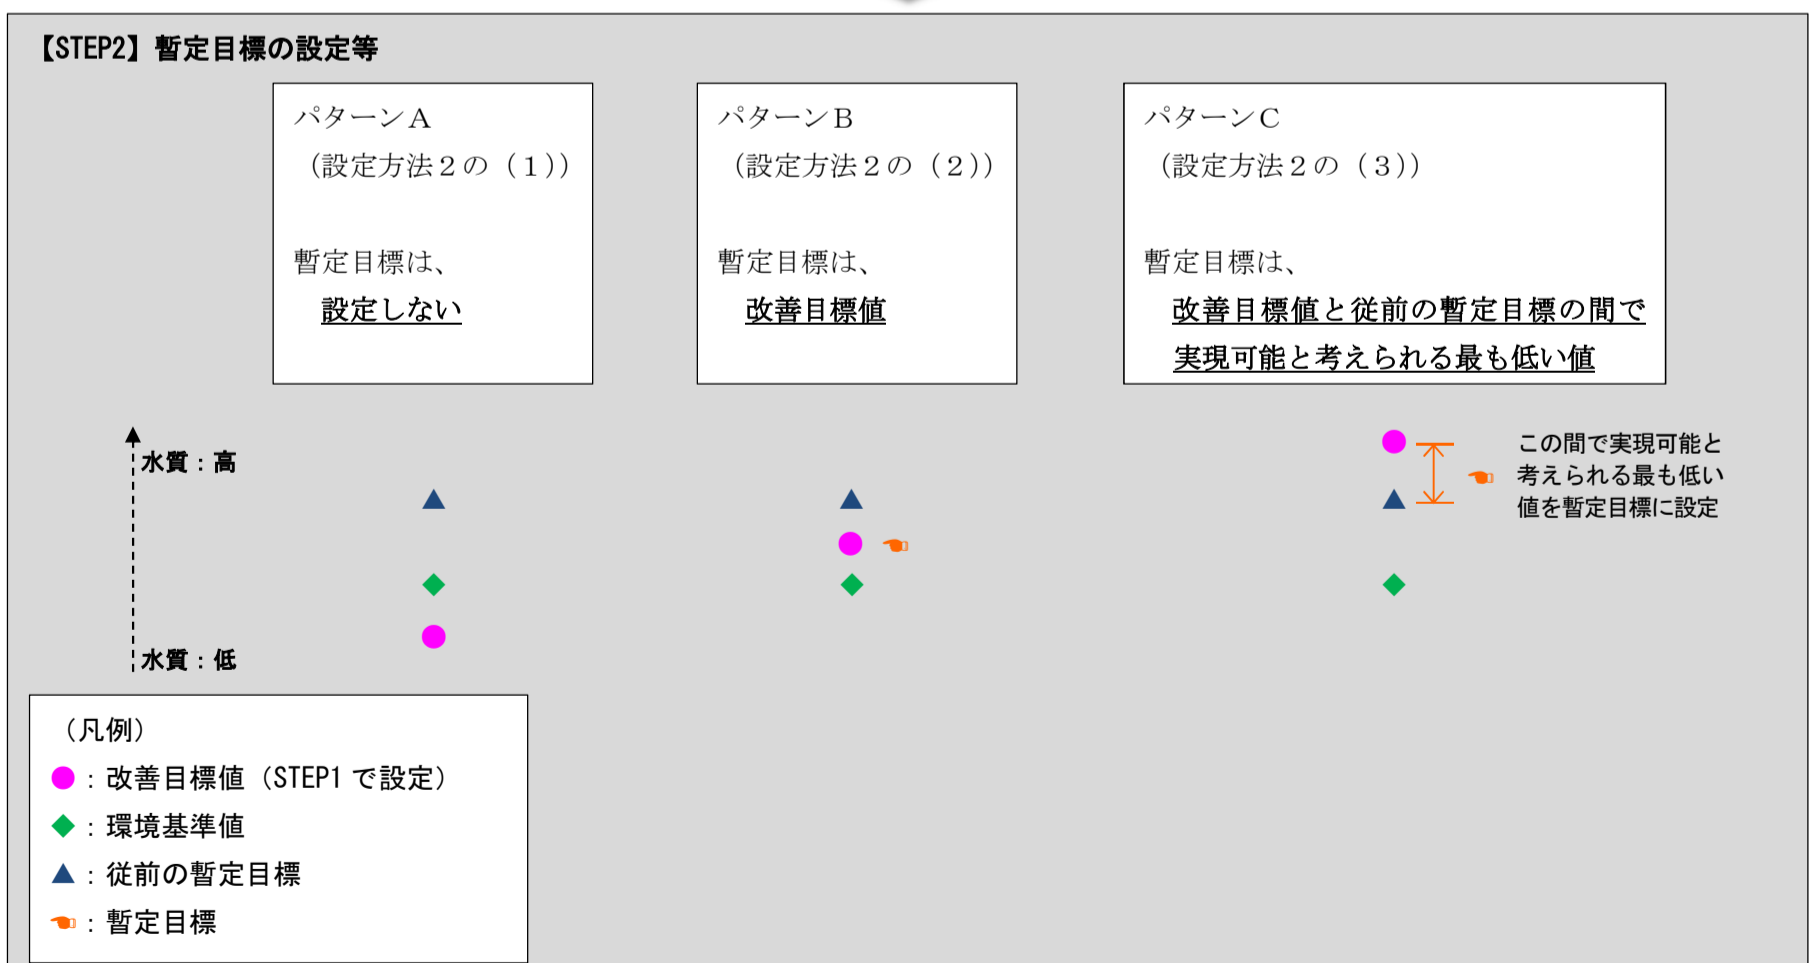 【STEP2】暫定目標の設定等
パターンA
（設定方法２の（１））
暫定目標は、
設定しない
パターンB
（設定方法２の（２））
暫定目標は、
改善目標値
パターンC
（設定方法２の（３））
暫定目標は、
改善目標値と従前の暫定目標の間で
実現可能と考えられる最も低い値
水質：高
水質：低
この間で実現可能と
考えられる最も低い
値を暫定目標に設定
（凡例）
：改善目標値（STEP1 で設定）
：環境基準値
：従前の暫定目標
：暫定目標